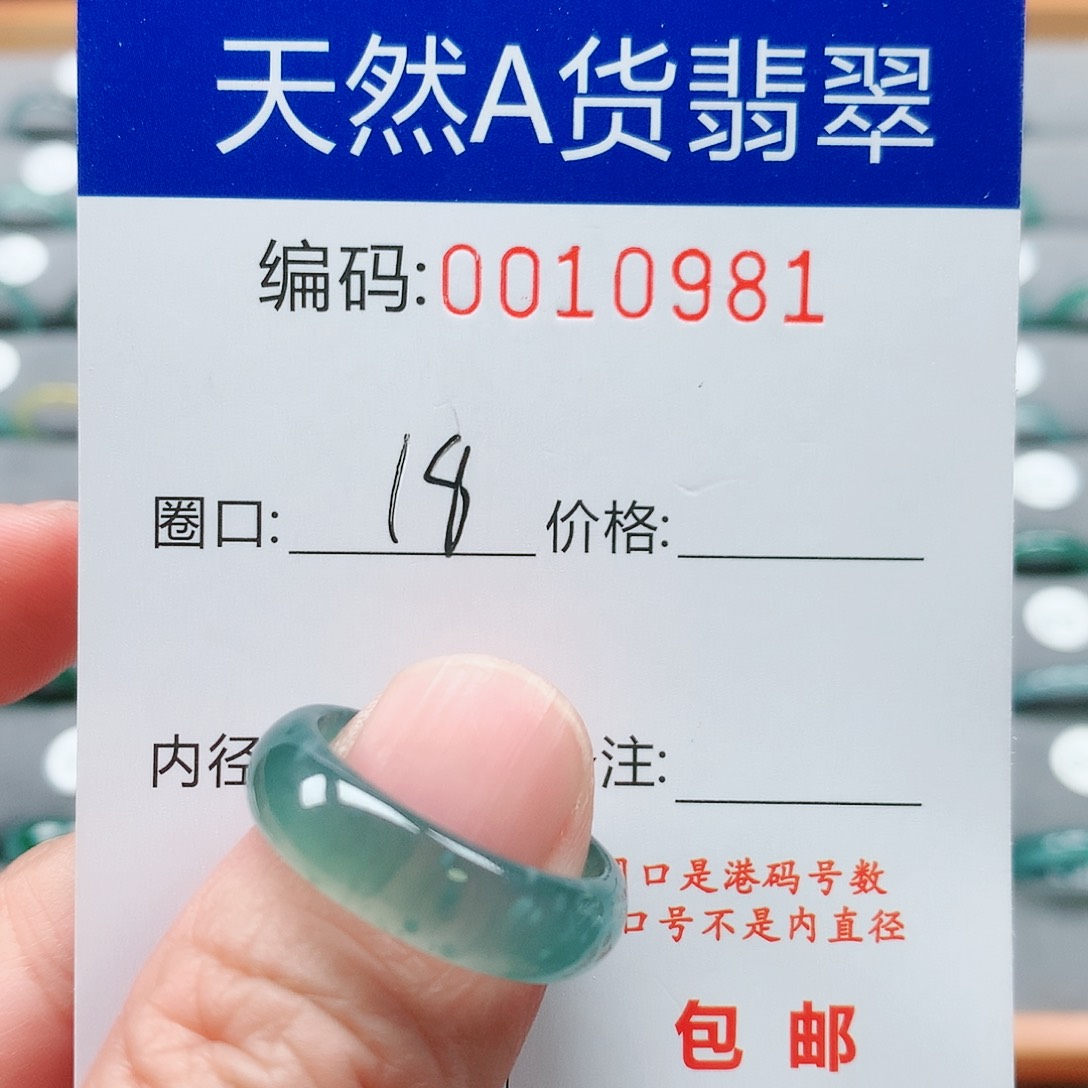 天然A货翡翠
编码:0010981
圈口: 18 价格:
内径 注:
口是港码号数
口号不是内直径
包邮